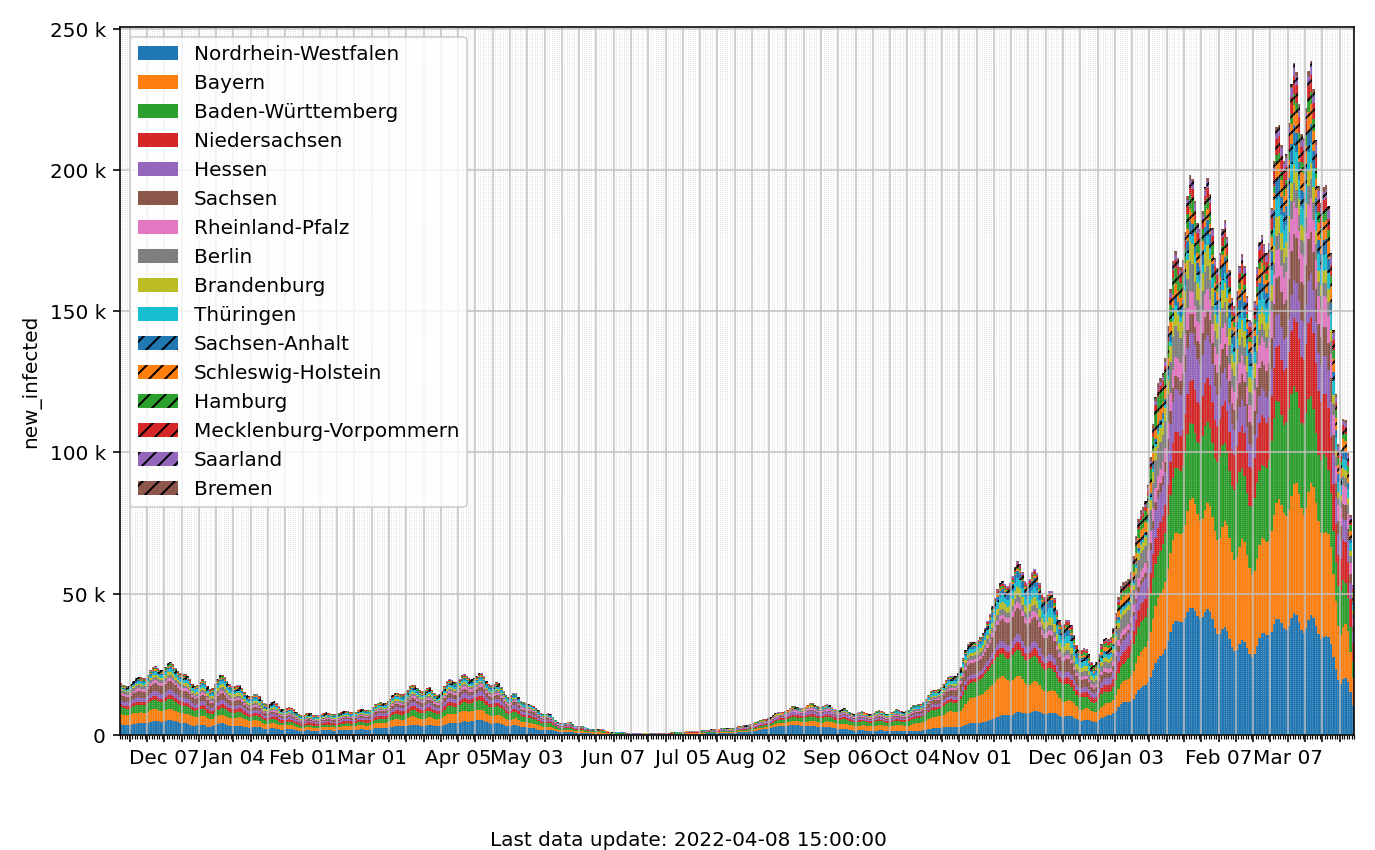 250 k
200 k
150 k
100 k
50 k
0
new_infected
Nordrhein-Westfalen
Bayern
Baden-Württemberg
Niedersachsen
Hessen
Sachsen
Rheinland-Pfalz
Berlin
Brandenburg
Thüringen
Sachsen-Anhalt
Schleswig-Holstein
Hamburg
Mecklenburg-Vorpommern
Saarland
Bremen
Dec 07 Jan 04 Feb 01 Mar 01 Apr 05 May 03 Jun 07 Jul 05 Aug 02 Sep 06 Oct 04 Nov 01 Dec 06 Jan 03 Feb 07 Mar 07
Last data update: 2022-04-08 15:00:00